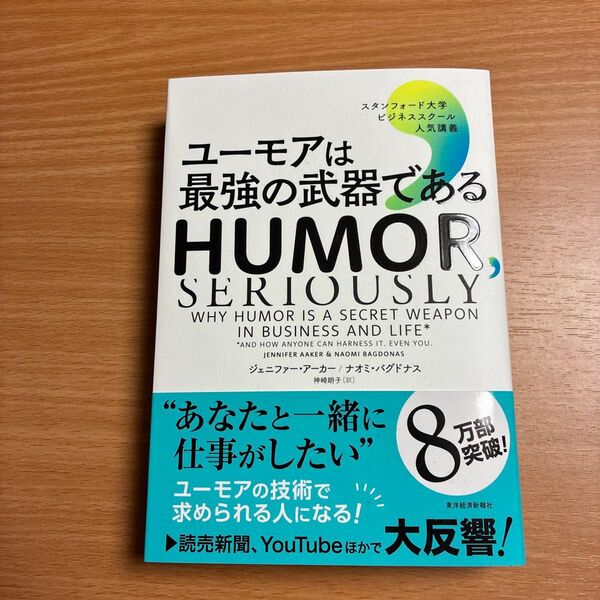 スタンフォード大学
ビジネススクール
人気講義
ユーモアは
最強の武器である
HUMOR,
SERIOUSLY
WHY HUMOR IS A SECRET WEAPON
IN BUSINESS AND LIFE*
*AND HOW ANYONE CAN HARNESS IT. EVEN YOU.
JENNIFER AAKER & NAOMI BAGDONAS
ジェニファー・アーカー/ナオミ・バグドナス
神崎朗子[訳]
“あなたと一緒に
仕事がしたい”
8万部
突破!
ユーモアの技術で
求められる人になる!
東洋経済新報社
▶読売新聞、YouTubeほかで大反響!